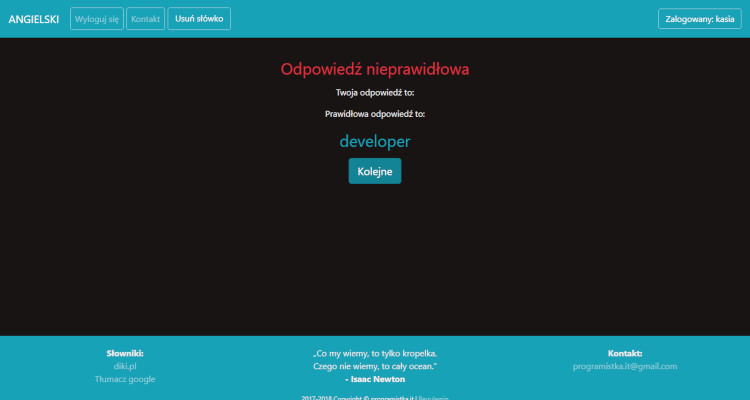 ANGIELSKI Wyloguj się Kontakt Usuń słówko Zalogowany: kasia
Odpowiedź nieprawidłowa
Twoja odpowiedź to:
Prawidłowa odpowiedź to:
developer
Kolejne
Słowniki:
diki.pl
Tłumacz google
„Co my wiemy, to tylko kropelka.
Czego nie wiemy, to cały ocean."
- Isaac Newton
Kontakt:
programistka.it@gmail.com
2017-2018 Copyright © programistka.it | Regulamin